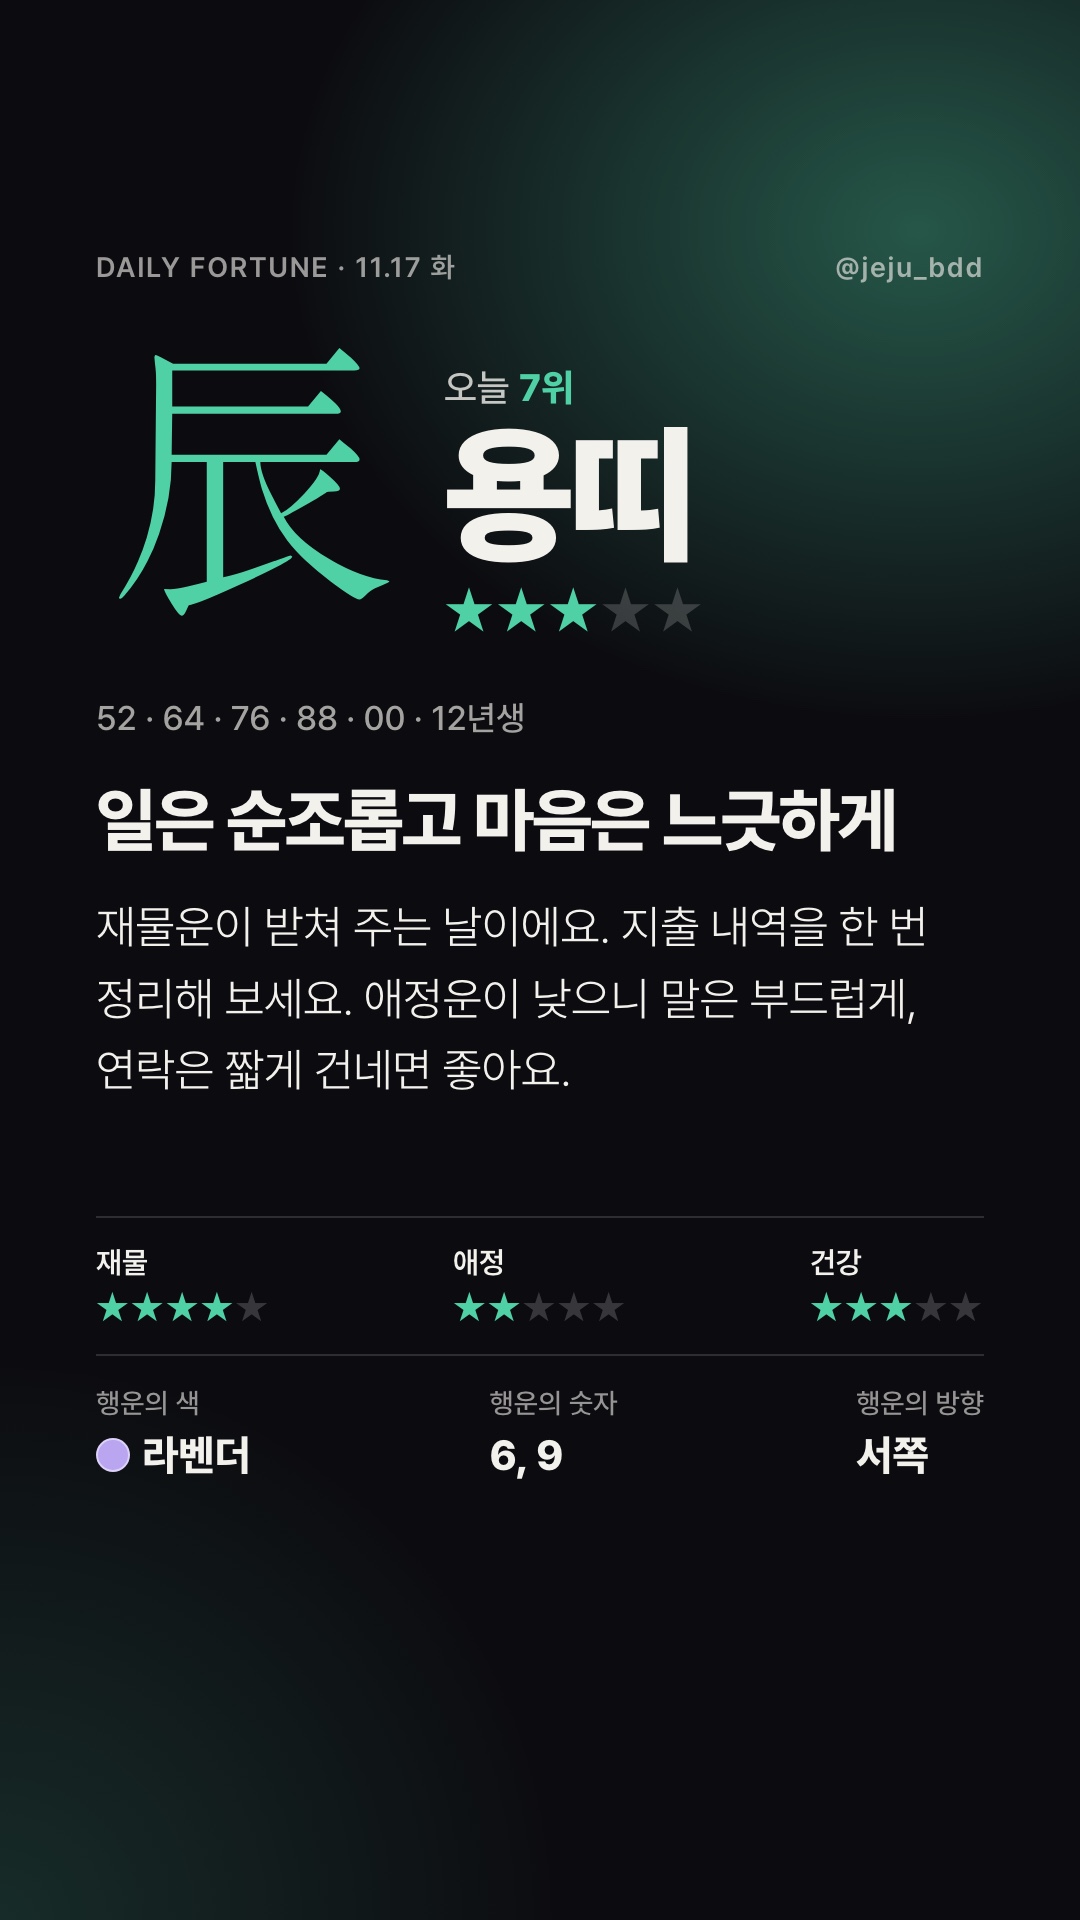 DAILY FORTUNE · 11.17 화
@jeju_bdd
辰
오늘 7위
용띠
★★★★★
52 · 64 · 76 · 88 · 00 · 12년생
일은 순조롭고 마음은 느긋하게
재물운이 받쳐 주는 날이에요. 지출 내역을 한 번
정리해 보세요. 애정운이 낮으니 말은 부드럽게,
연락은 짧게 건네면 좋아요.
재물 애정 건강
★★★★★ ★★★★★ ★★★★★
행운의 색 행운의 숫자 행운의 방향
라벤더 6, 9 서쪽